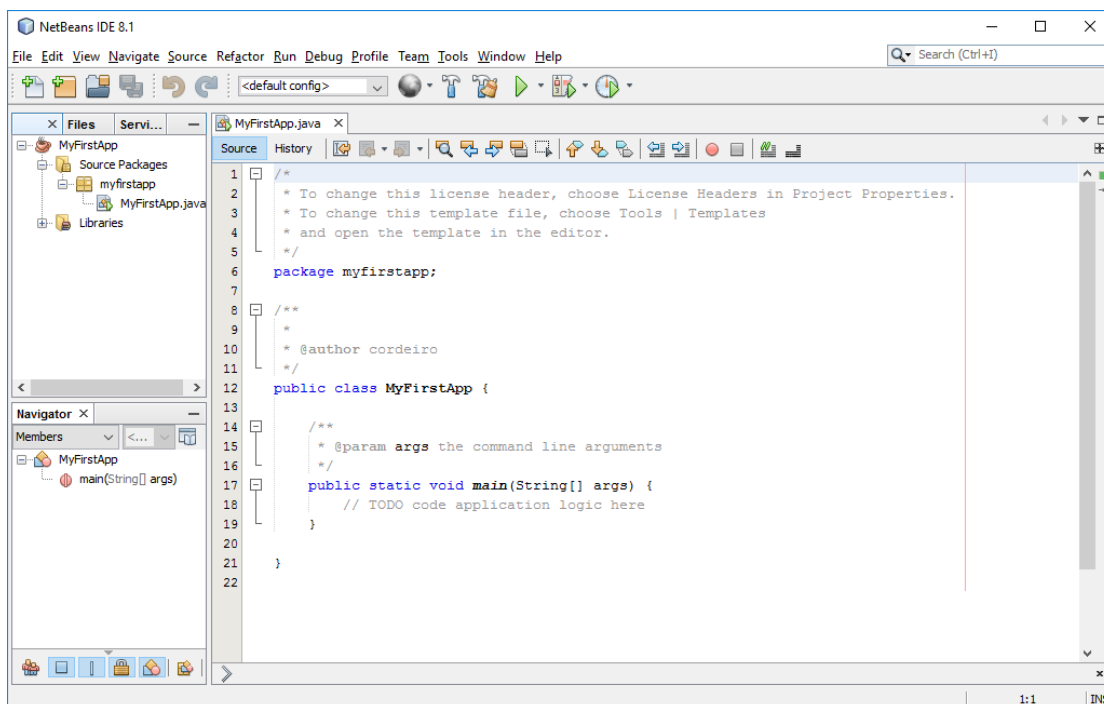 NetBeans IDE 8.1
File Edit View Navigate Source Refactor Run Debug Profile Team Tools Window Help
Search (Ctrl+I)
<default config>
Files Servi...
MyFirstApp
Source Packages
myfirstapp
MyFirstApp.java
Libraries
Navigator
Members <...
MyFirstApp
main(String[] args)
MyFirstApp.java
Source History
1 /*
2 * To change this license header, choose License Headers in Project Properties.
3 * To change this template file, choose Tools | Templates
4 * and open the template in the editor.
5 */
6 package myfirstapp;
7
8 /**
9 *
10 * @author cordeiro
11 */
12 public class MyFirstApp {
13
14 /**
15 * @param args the command line arguments
16 */
17 public static void main(String[] args) {
18 // TODO code application logic here
19 }
20
21 }
22
1:1 INS